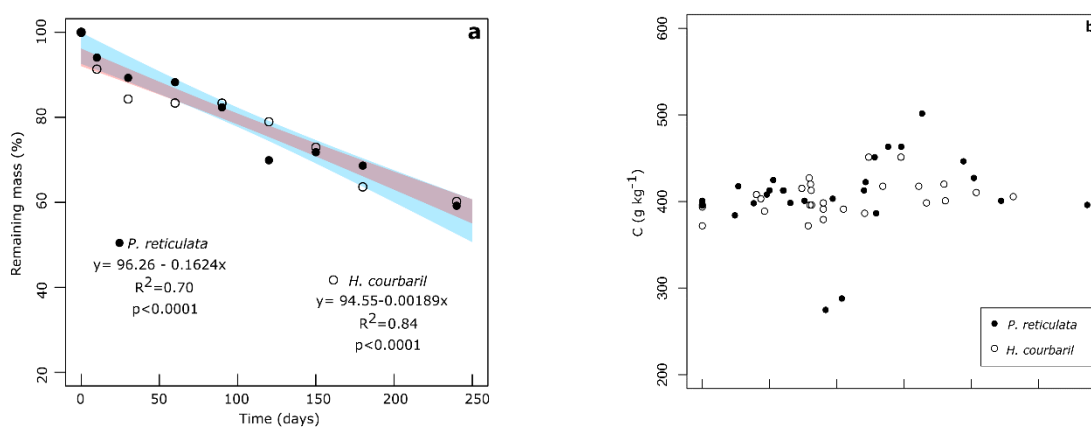 a
Remaining mass (%)
100
80
60
40
20
P. reticulata
y= 96.26 - 0.1624x
R2=0.70
p<0.0001
H. courbaril
y= 94.55-0.00189x
R2=0.84
p<0.0001
0 50 100 150 200 250
Time (days)
b
C (g kg-1)
600
500
400
300
200
P. reticulata
H. courbaril